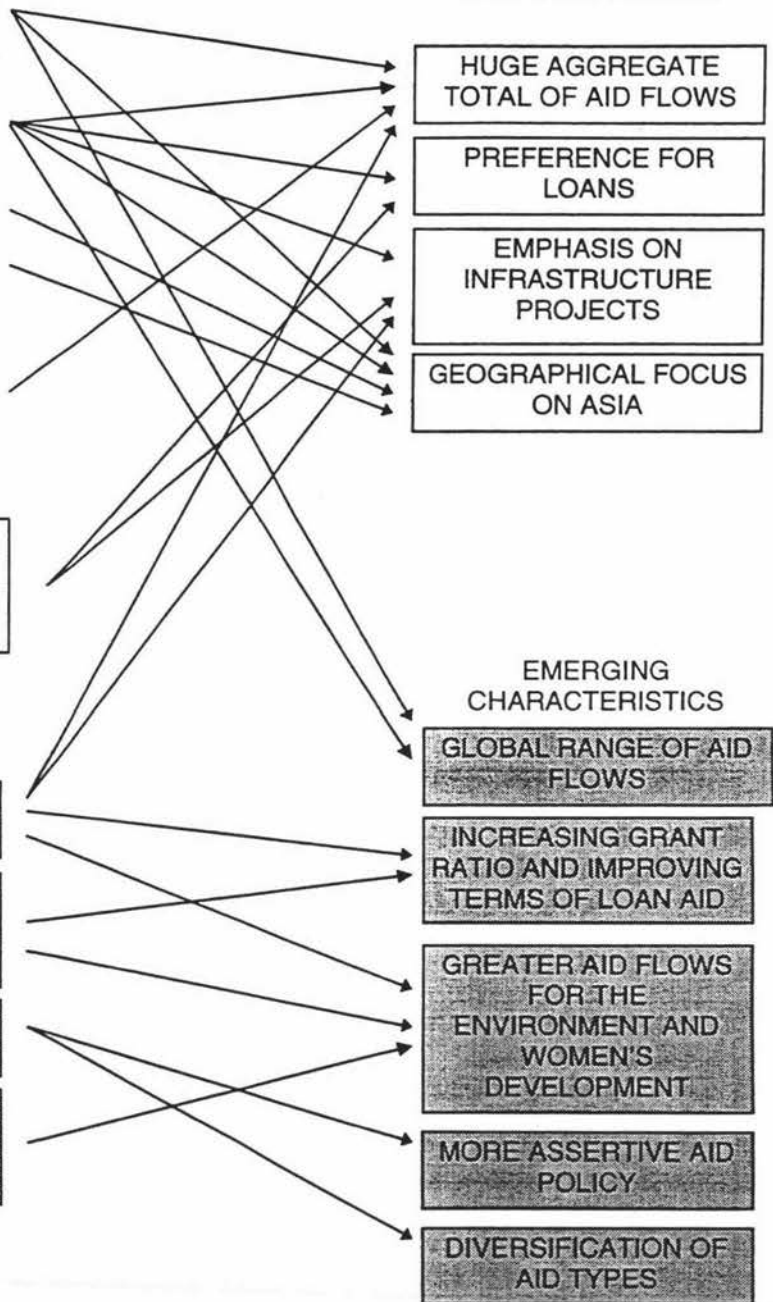 HUGE AGGREGATE
TOTAL OF AID FLOWS
PREFERENCE FOR
LOANS
EMPHASIS ON
INFRASTRUCTURE
PROJECTS
GEOGRAPHICAL FOCUS
ON ASIA
EMERGING
CHARACTERISTICS
GLOBAL RANGE OF AID
FLOWS
INCREASING GRANT
RATIO AND IMPROVING
TERMS OF LOAN AID
GREATER AID FLOWS
FOR THE
ENVIRONMENT AND
WOMEN'S
DEVELOPMENT
MORE ASSERTIVE AID
POLICY
DIVERSIFICATION OF
AID TYPES